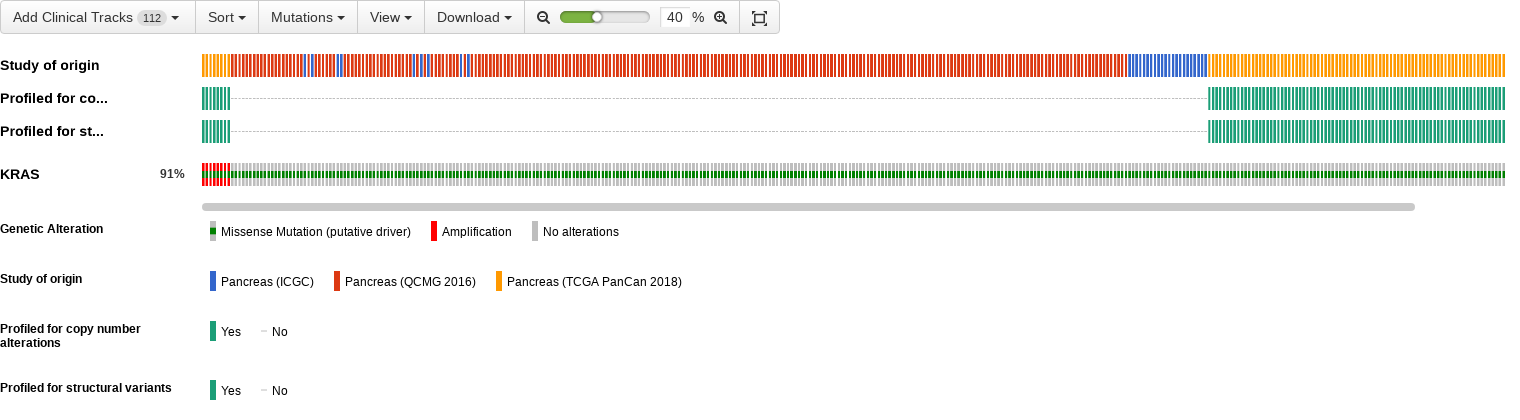 Add Clinical Tracks 112 Sort Mutations View Download 40 %
Study of origin
Profiled for co...
Profiled for st...
KRAS 91%
Genetic Alteration Missense Mutation (putative driver) Amplification No alterations
Study of origin Pancreas (ICGC) Pancreas (QCMG 2016) Pancreas (TCGA PanCan 2018)
Profiled for copy number
alterations
Yes No
Profiled for structural variants Yes No